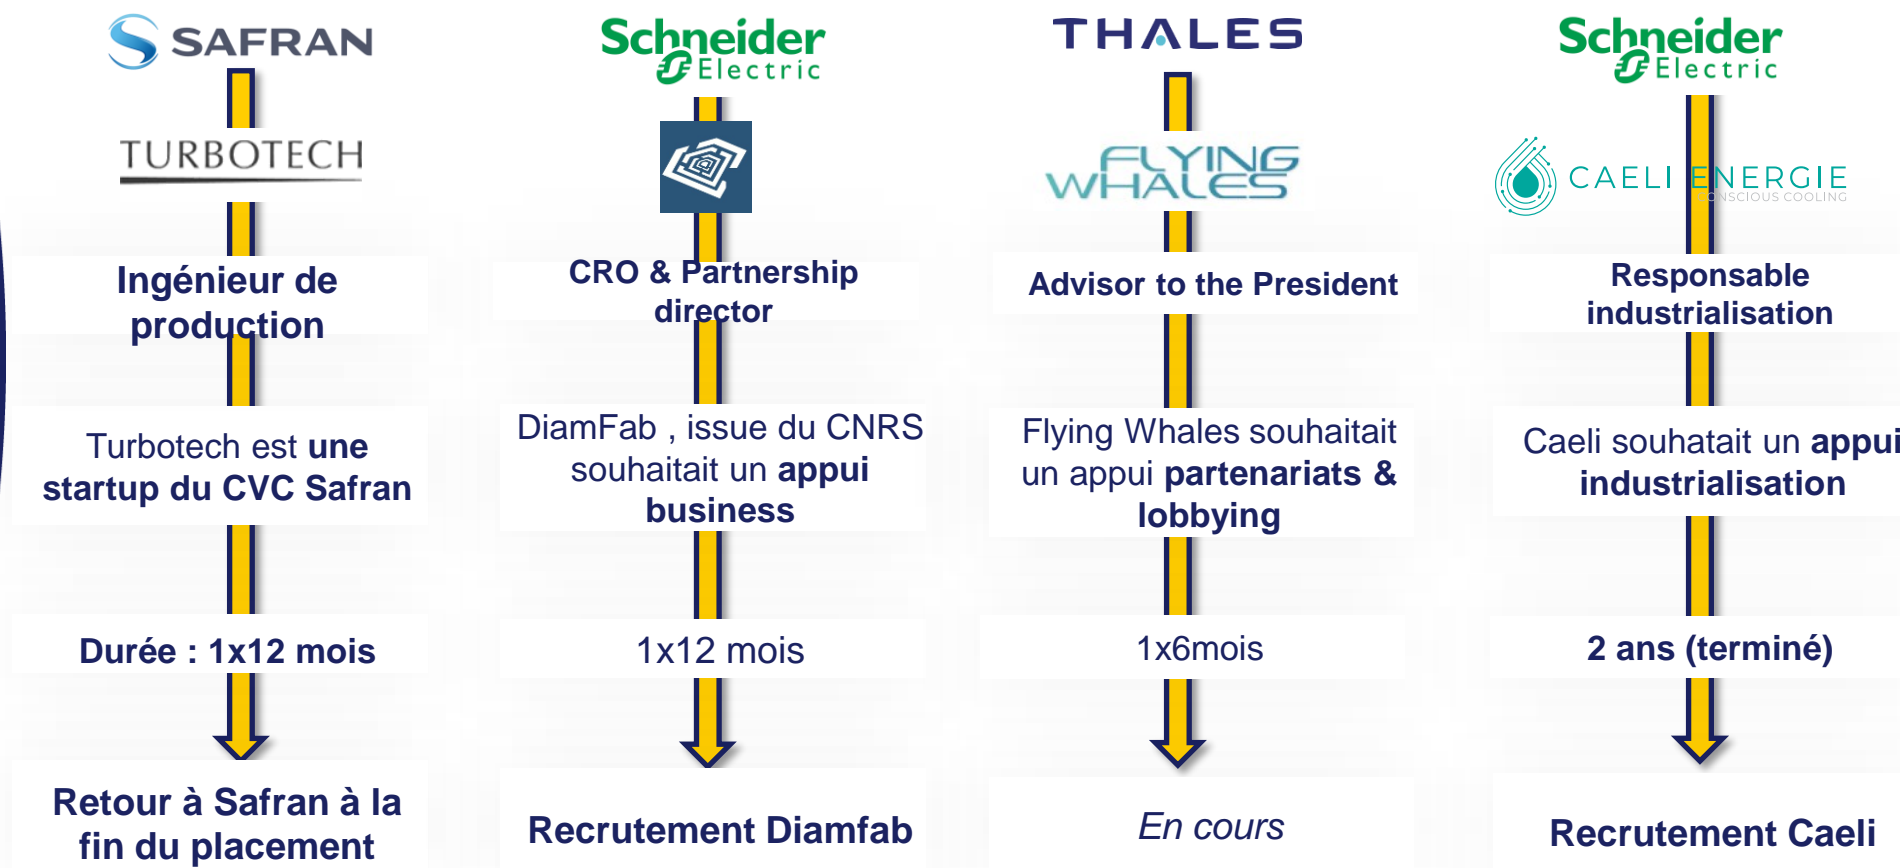 SAFRAN
TURBOTECH
Ingénieur de
production
Turbotech est une
startup du CVC Safran
Durée : 1x12 mois
Retour à Safran à la
fin du placement
Schneider
Electric
CRO & Partnership
director
DiamFab , issue du CNRS
souhaitait un appui
business
1x12 mois
Recrutement Diamfab
THALES
FLYING
WHALES
Advisor to the President
Flying Whales souhaitait
un appui partenariats &
lobbying
1x6mois
En cours
Schneider
Electric
CAELI ENERGIE
CONSCIOUS COOLING
Responsable
industrialisation
Caeli souhatait un appui
industrialisation
2 ans (terminé)
Recrutement Caeli